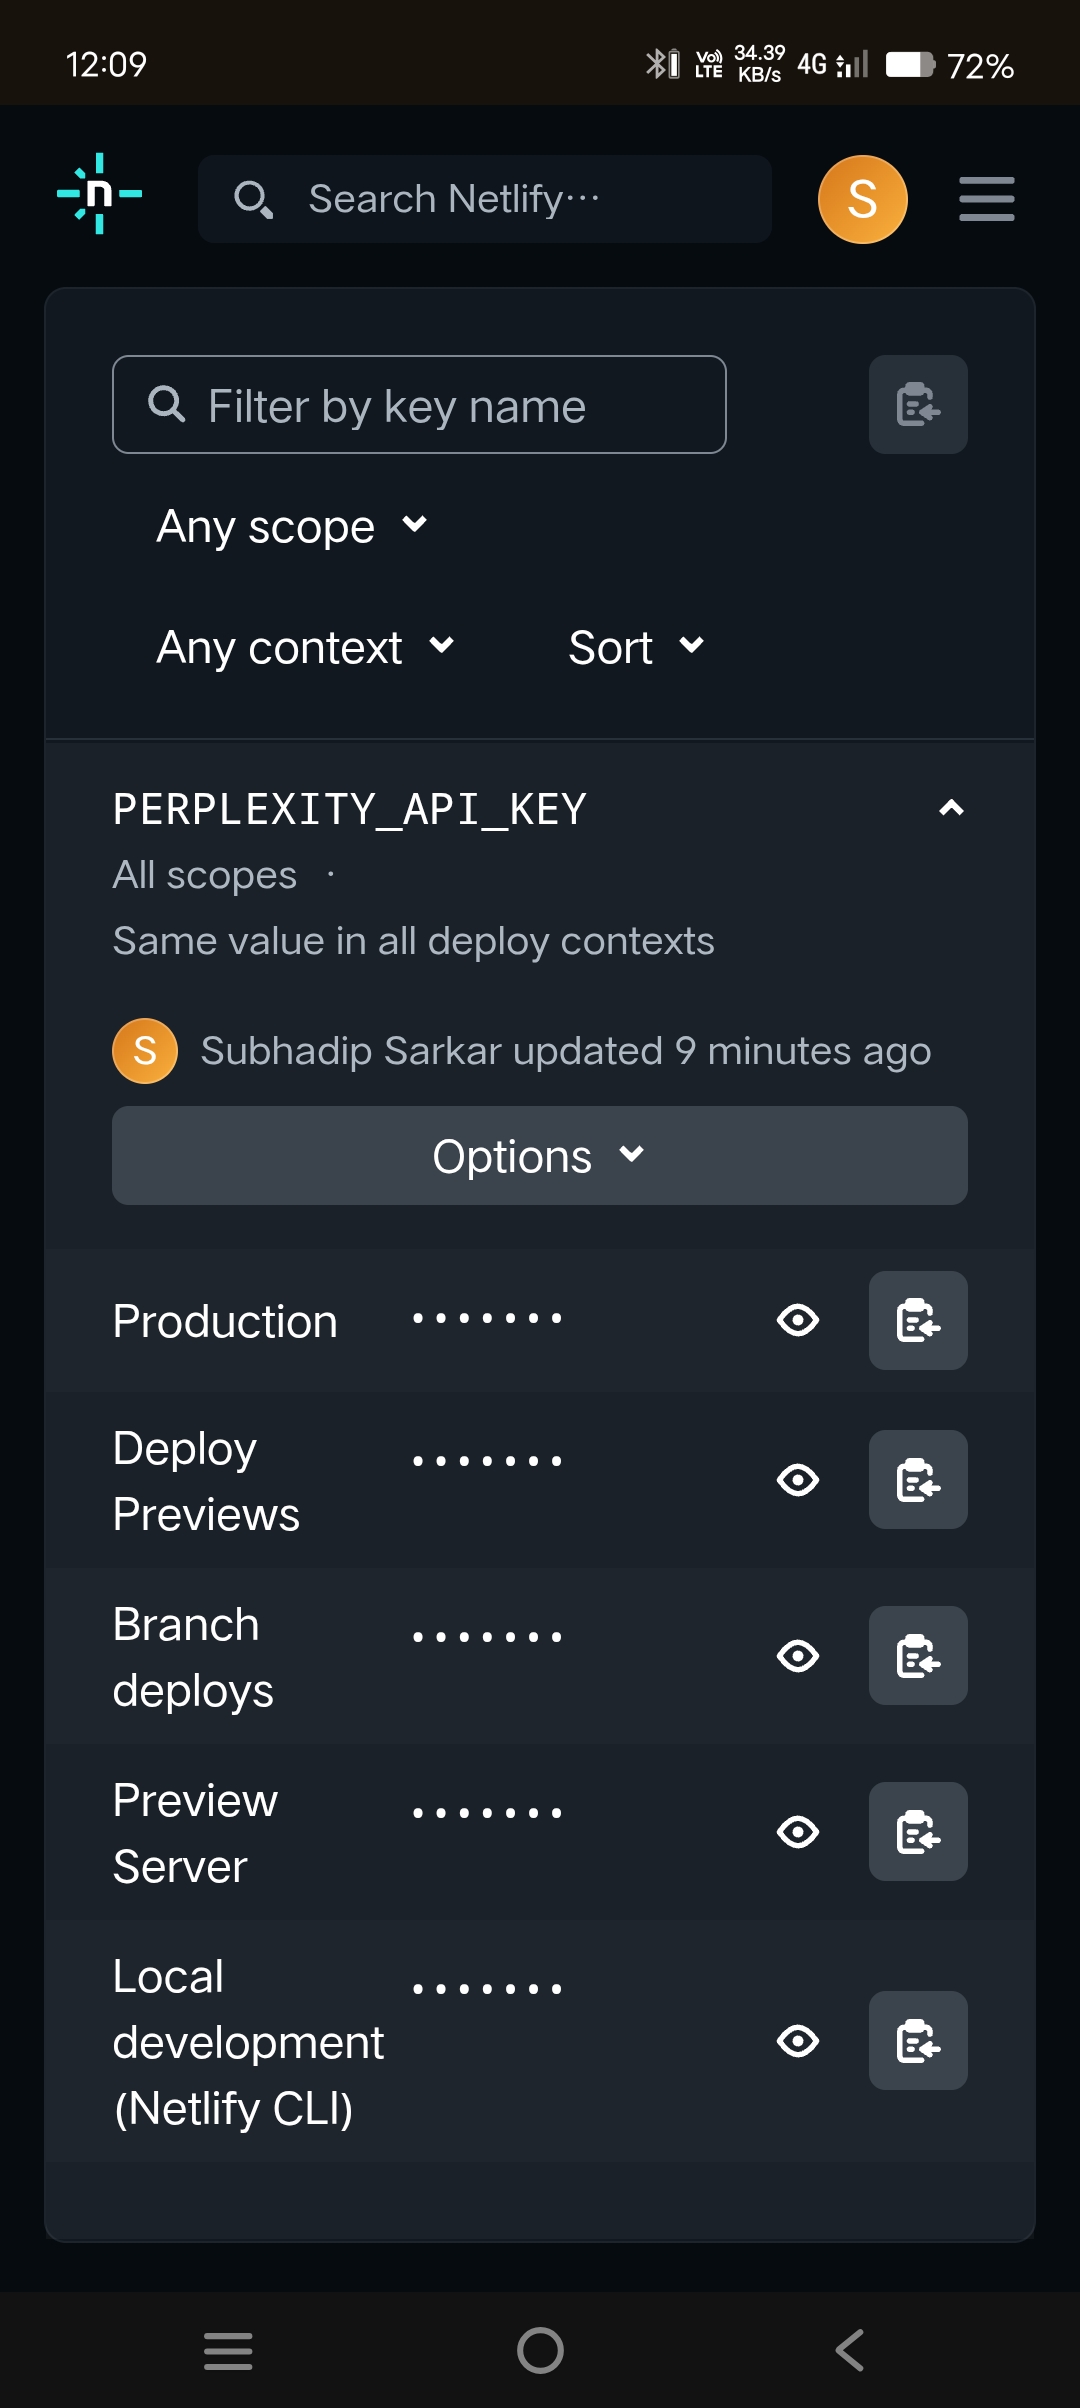 12:09
Vo)) LTE
34.39 KB/s
4G
72%
n
Search Netlify···
S
Filter by key name
Any scope
Any context
Sort
PERPLEXITY_API_KEY
All scopes ·
Same value in all deploy contexts
S
Subhadip Sarkar updated 9 minutes ago
Options
Production •••••••
Deploy
Previews
•••••••
Branch
deploys
•••••••
Preview
Server
•••••••
Local
development
(Netlify CLI)
•••••••